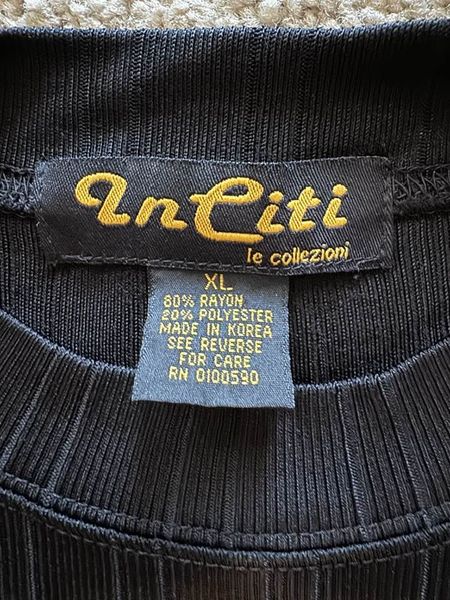 InCiti
le collezioni
XL
80% RAYON
20% POLYESTER
MADE IN KOREA
SEE REVERSE
FOR CARE
RN 0100590